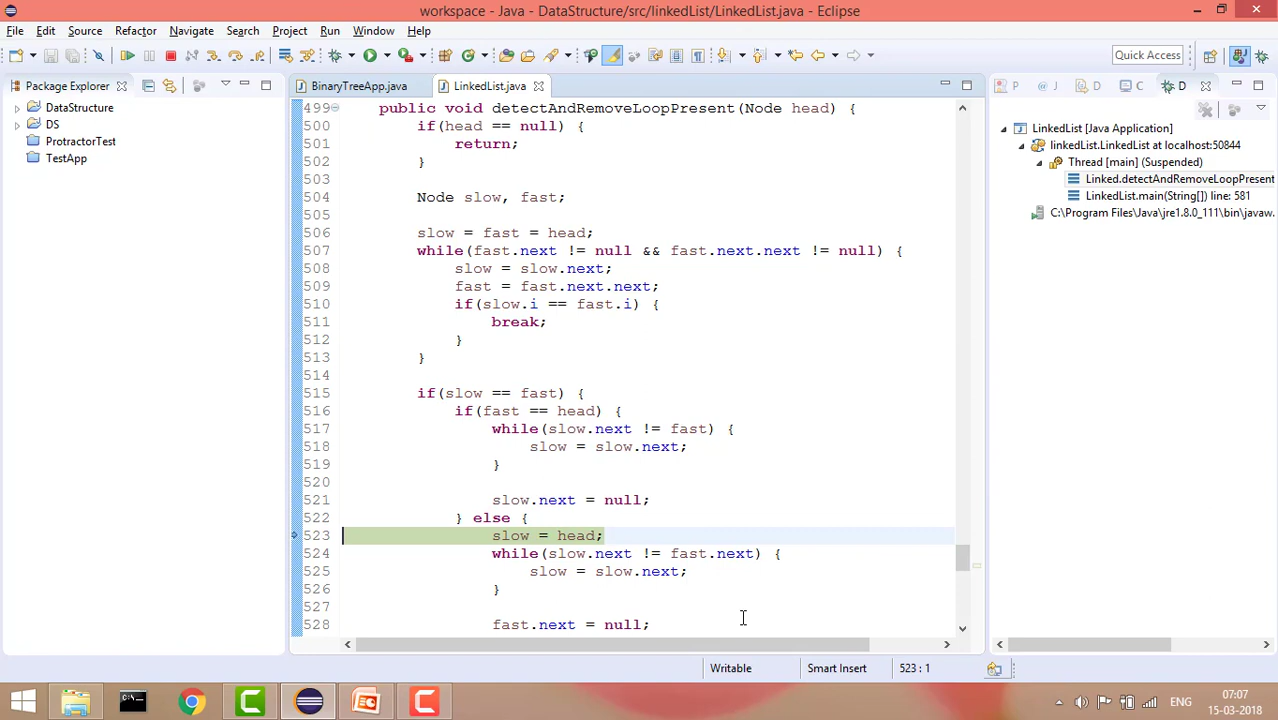 workspace - Java - DataStructure/src/linkedList/LinkedList.java - Eclipse
File Edit Source Refactor Navigate Search Project Run Window Help
Quick Access
Package Explorer
DataStructure
DS
ProtractorTest
TestApp
BinaryTreeApp.java LinkedList.java
499 public void detectAndRemoveLoopPresent(Node head) {
500 if(head == null) {
501 return;
502 }
503
504 Node slow, fast;
505
506 slow = fast = head;
507 while(fast.next != null && fast.next.next != null) {
508 slow = slow.next;
509 fast = fast.next.next;
510 if(slow.i == fast.i) {
511 break;
512 }
513 }
514
515 if(slow == fast) {
516 if(fast == head) {
517 while(slow.next != fast) {
518 slow = slow.next;
519 }
520
521 slow.next = null;
522 } else {
523 slow = head;
524 while(slow.next != fast.next) {
525 slow = slow.next;
526 }
527
528 fast.next = null;
P J D C D
LinkedList [Java Application]
linkedList.LinkedList at localhost:50844
Thread [main] (Suspended)
Linked.detectAndRemoveLoopPresent
LinkedList.main(String[]) line: 581
C:\Program Files\Java\jre1.8.0_111\bin\javaw.
Writable Smart Insert 523 : 1
ENG
07:07
15-03-2018